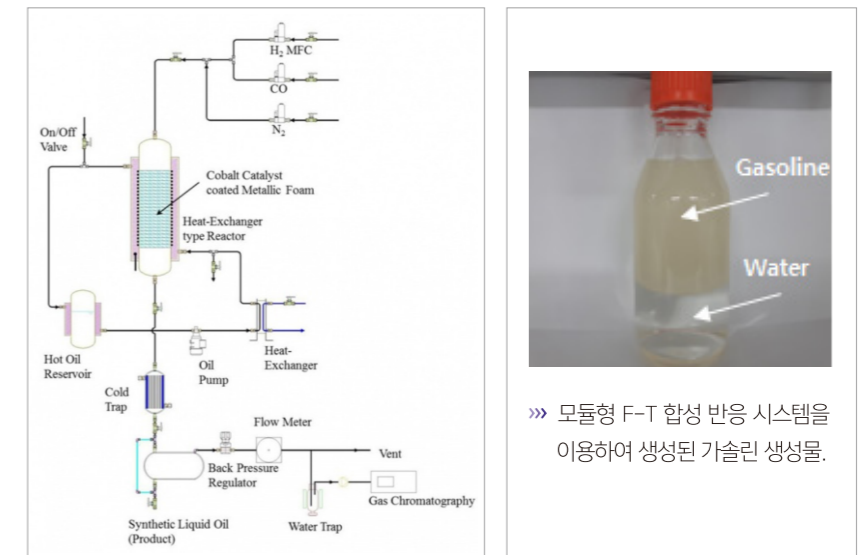 H₂ MFC
CO
N₂
On/Off
Valve
Cobalt Catalyst
coated Metallic Foam
Heat-Exchanger
type Reactor
Hot Oil
Reservoir
Oil
Pump
Heat-
Exchanger
Cold
Trap
Flow Meter
Vent
Back Pressure
Regulator
Gas Chromatography
Synthetic Liquid Oil
(Product)
Water Trap
Gasoline
Water
››› 모듈형 F-T 합성 반응 시스템을
이용하여 생성된 가솔린 생성물.